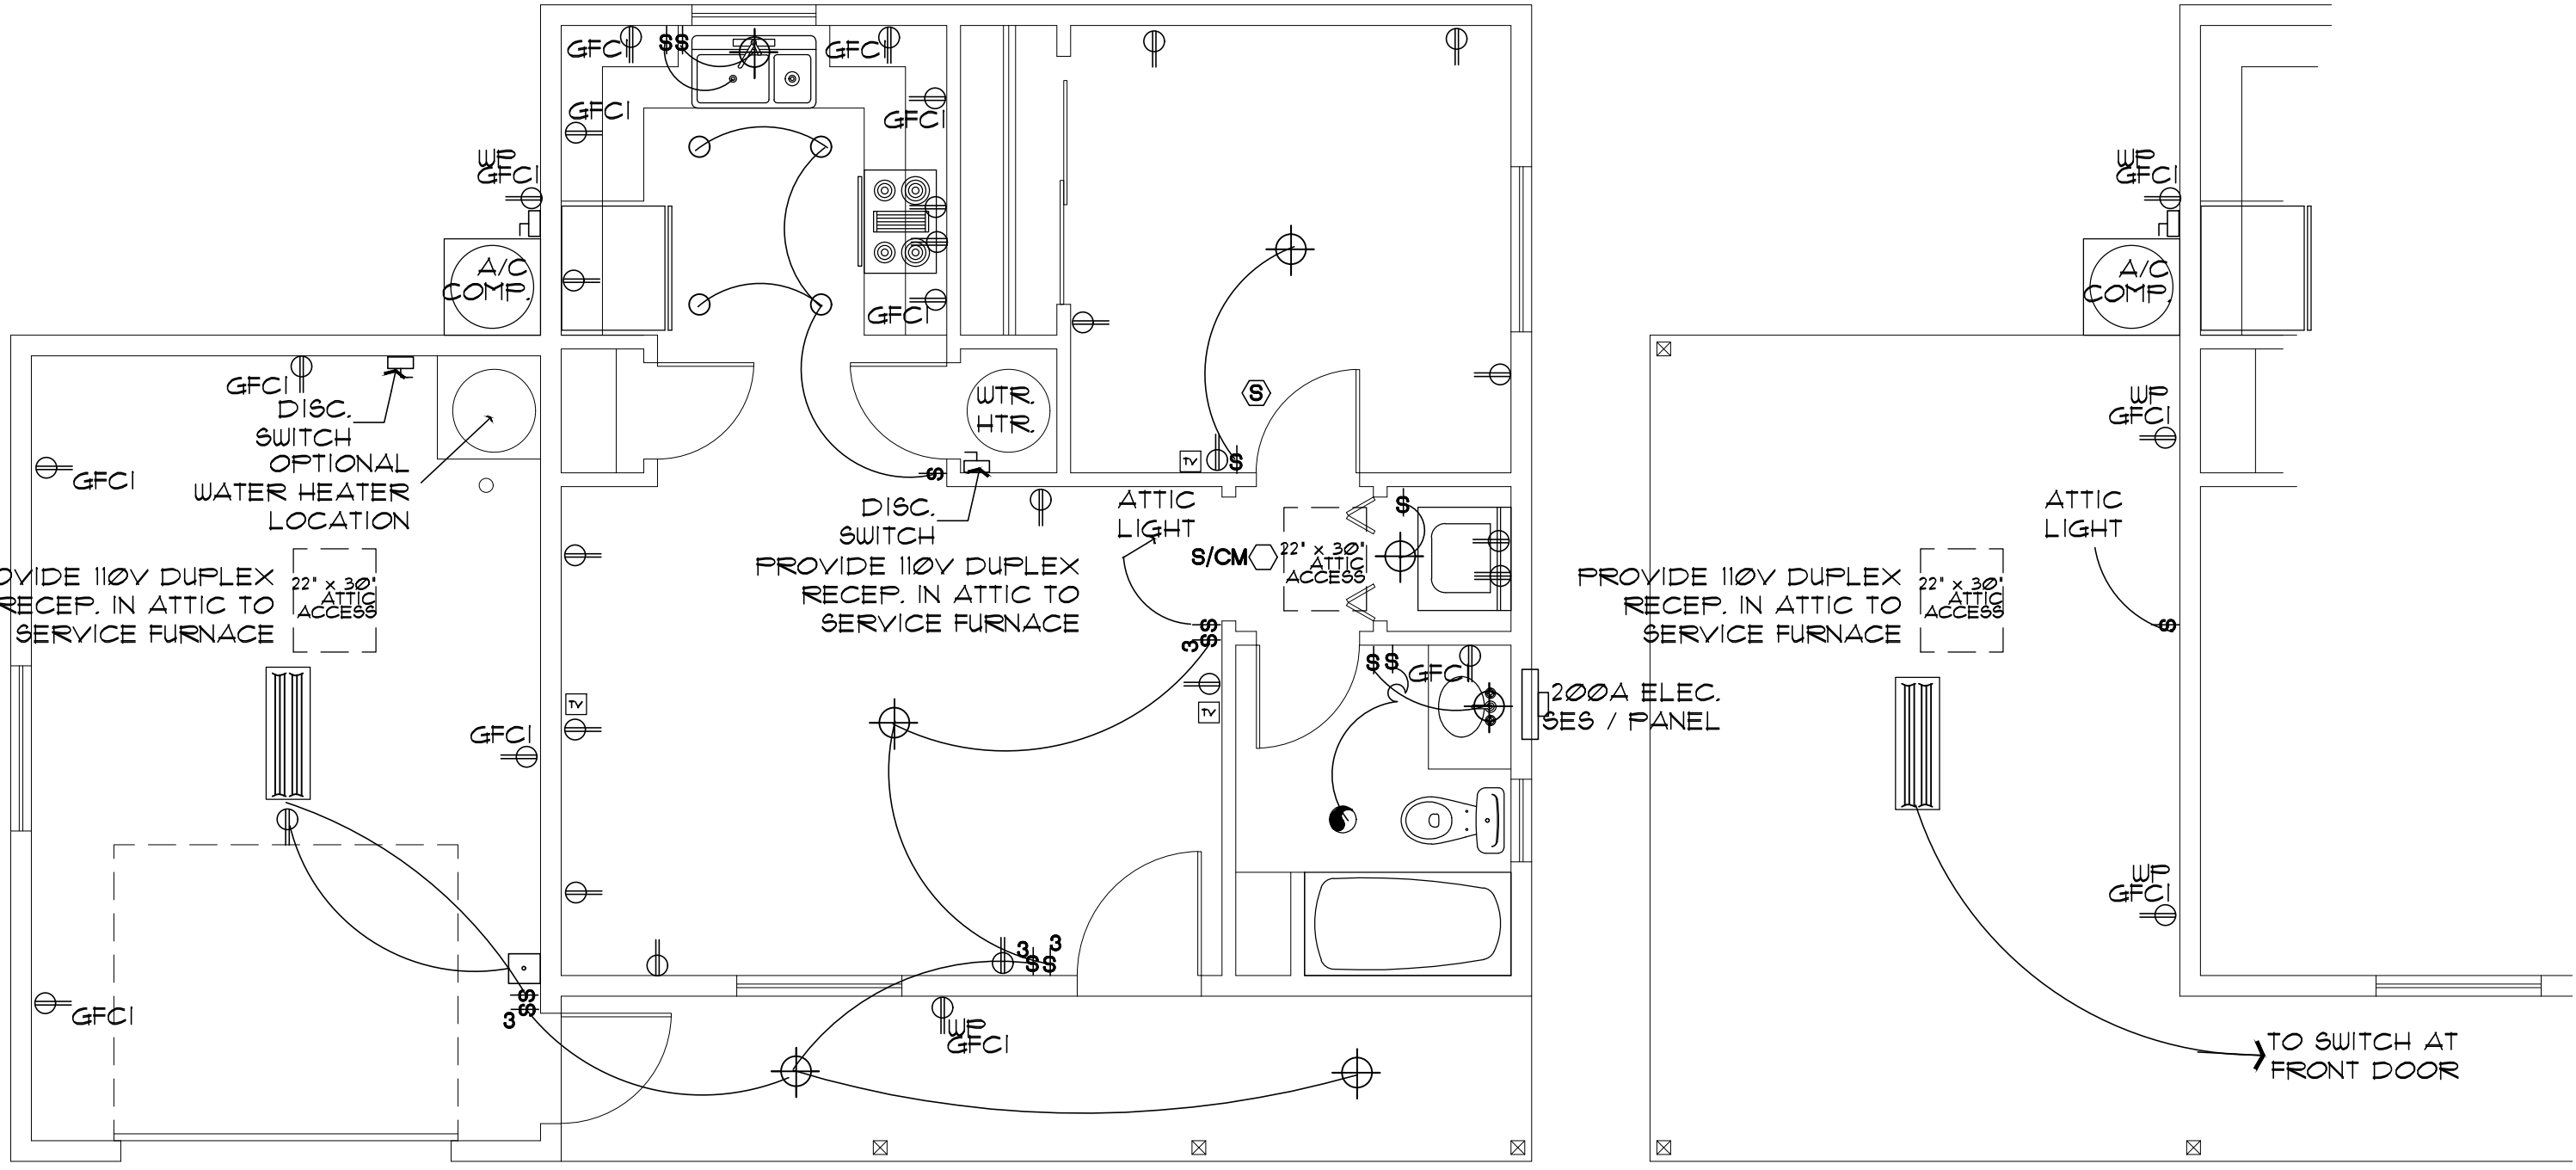 GFCI
$$
GFCI
GFCI
GFCI
WP
GFCI
A/C
COMP.
GFCI
GFCI
DISC.
SWITCH
OPTIONAL
WATER HEATER
LOCATION
GFCI
WTR.
HTR.
S
TV
$
$
DISC.
SWITCH
PROVIDE 110V DUPLEX
RECEP. IN ATTIC TO
SERVICE FURNACE
ATTIC
LIGHT
S/CM
22" x 30"
ATTIC
ACCESS
$
OVIDE 110V DUPLEX
RECEP. IN ATTIC TO
SERVICE FURNACE
22" x 30"
ATTIC
ACCESS
$
3$
TV
TV
$$
GFC
200A ELEC.
SES / PANEL
GFCI
3
3
$$
GFCI
$
3$
WP
GFCI
WP
GFCI
A/C
COMP.
WP
GFCI
ATTIC
LIGHT
PROVIDE 110V DUPLEX
RECEP. IN ATTIC TO
SERVICE FURNACE
22" x 30"
ATTIC
ACCESS
$
WP
GFCI
TO SWITCH AT
FRONT DOOR